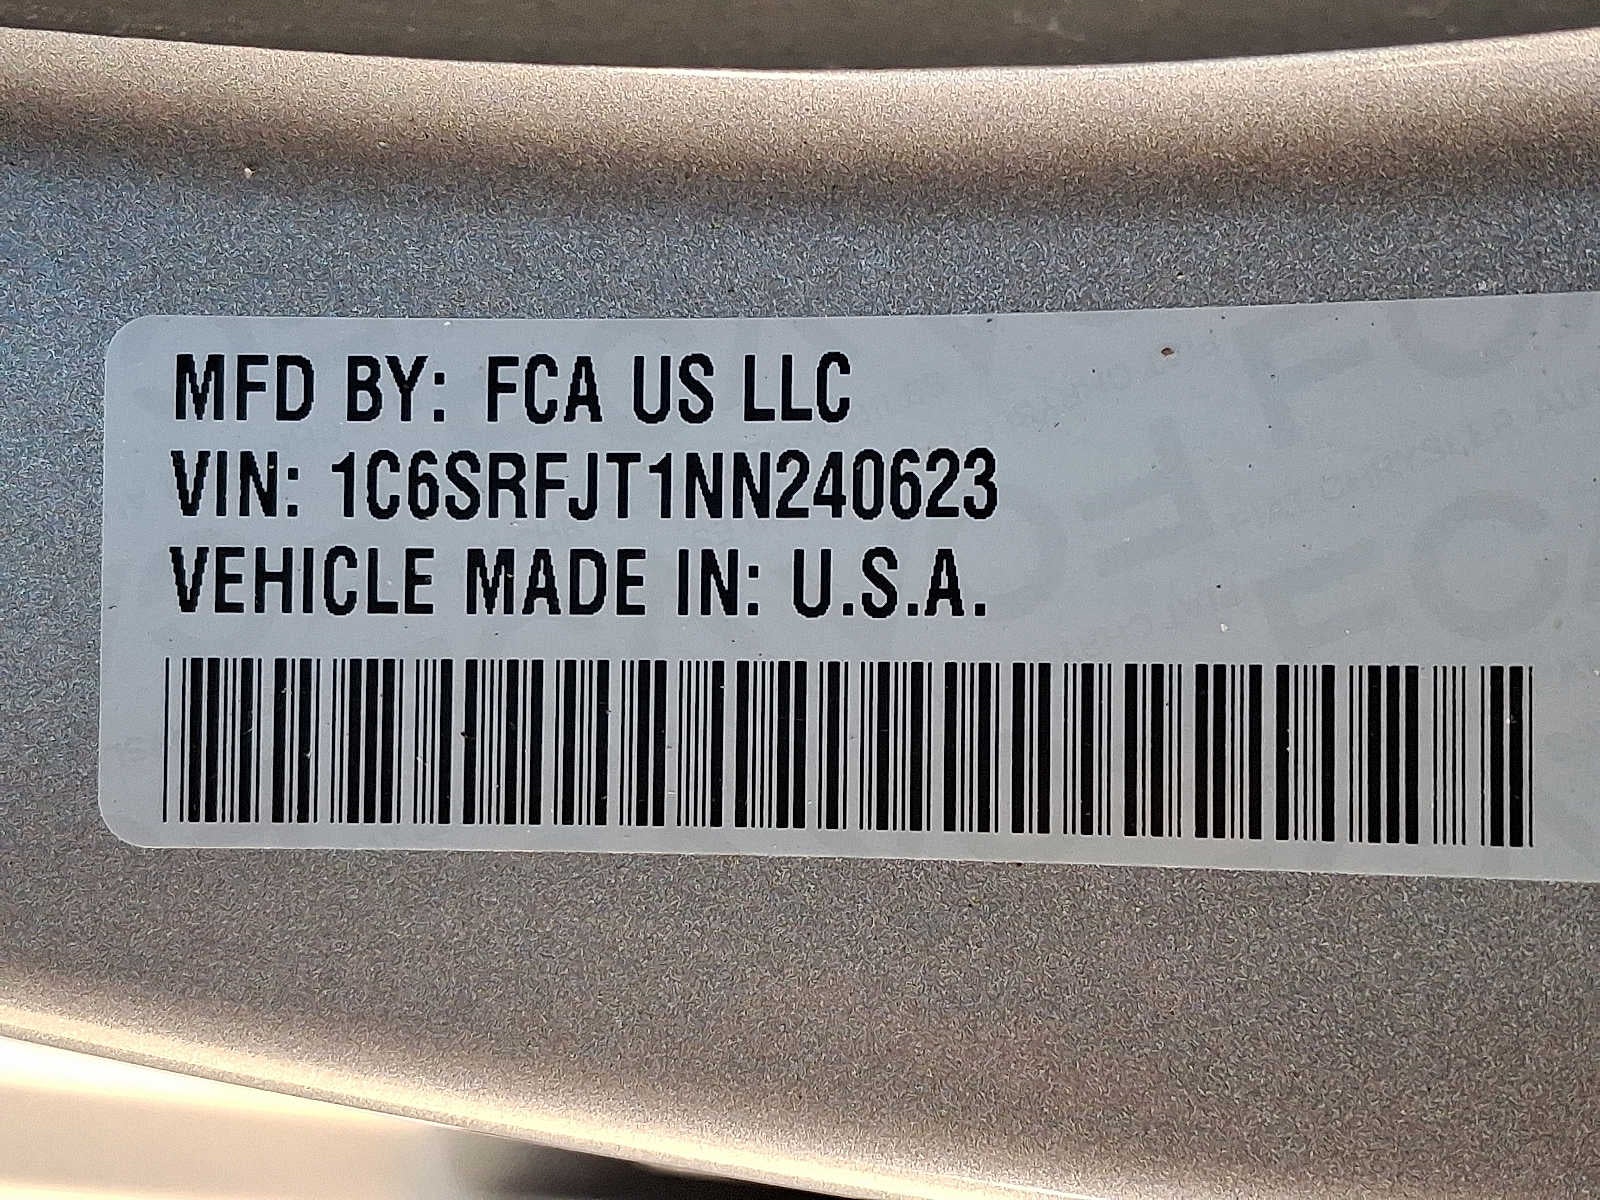 MFD BY: FCA US LLC
VIN: 1C6SRFJT1NN240623
VEHICLE MADE IN: U.S.A.